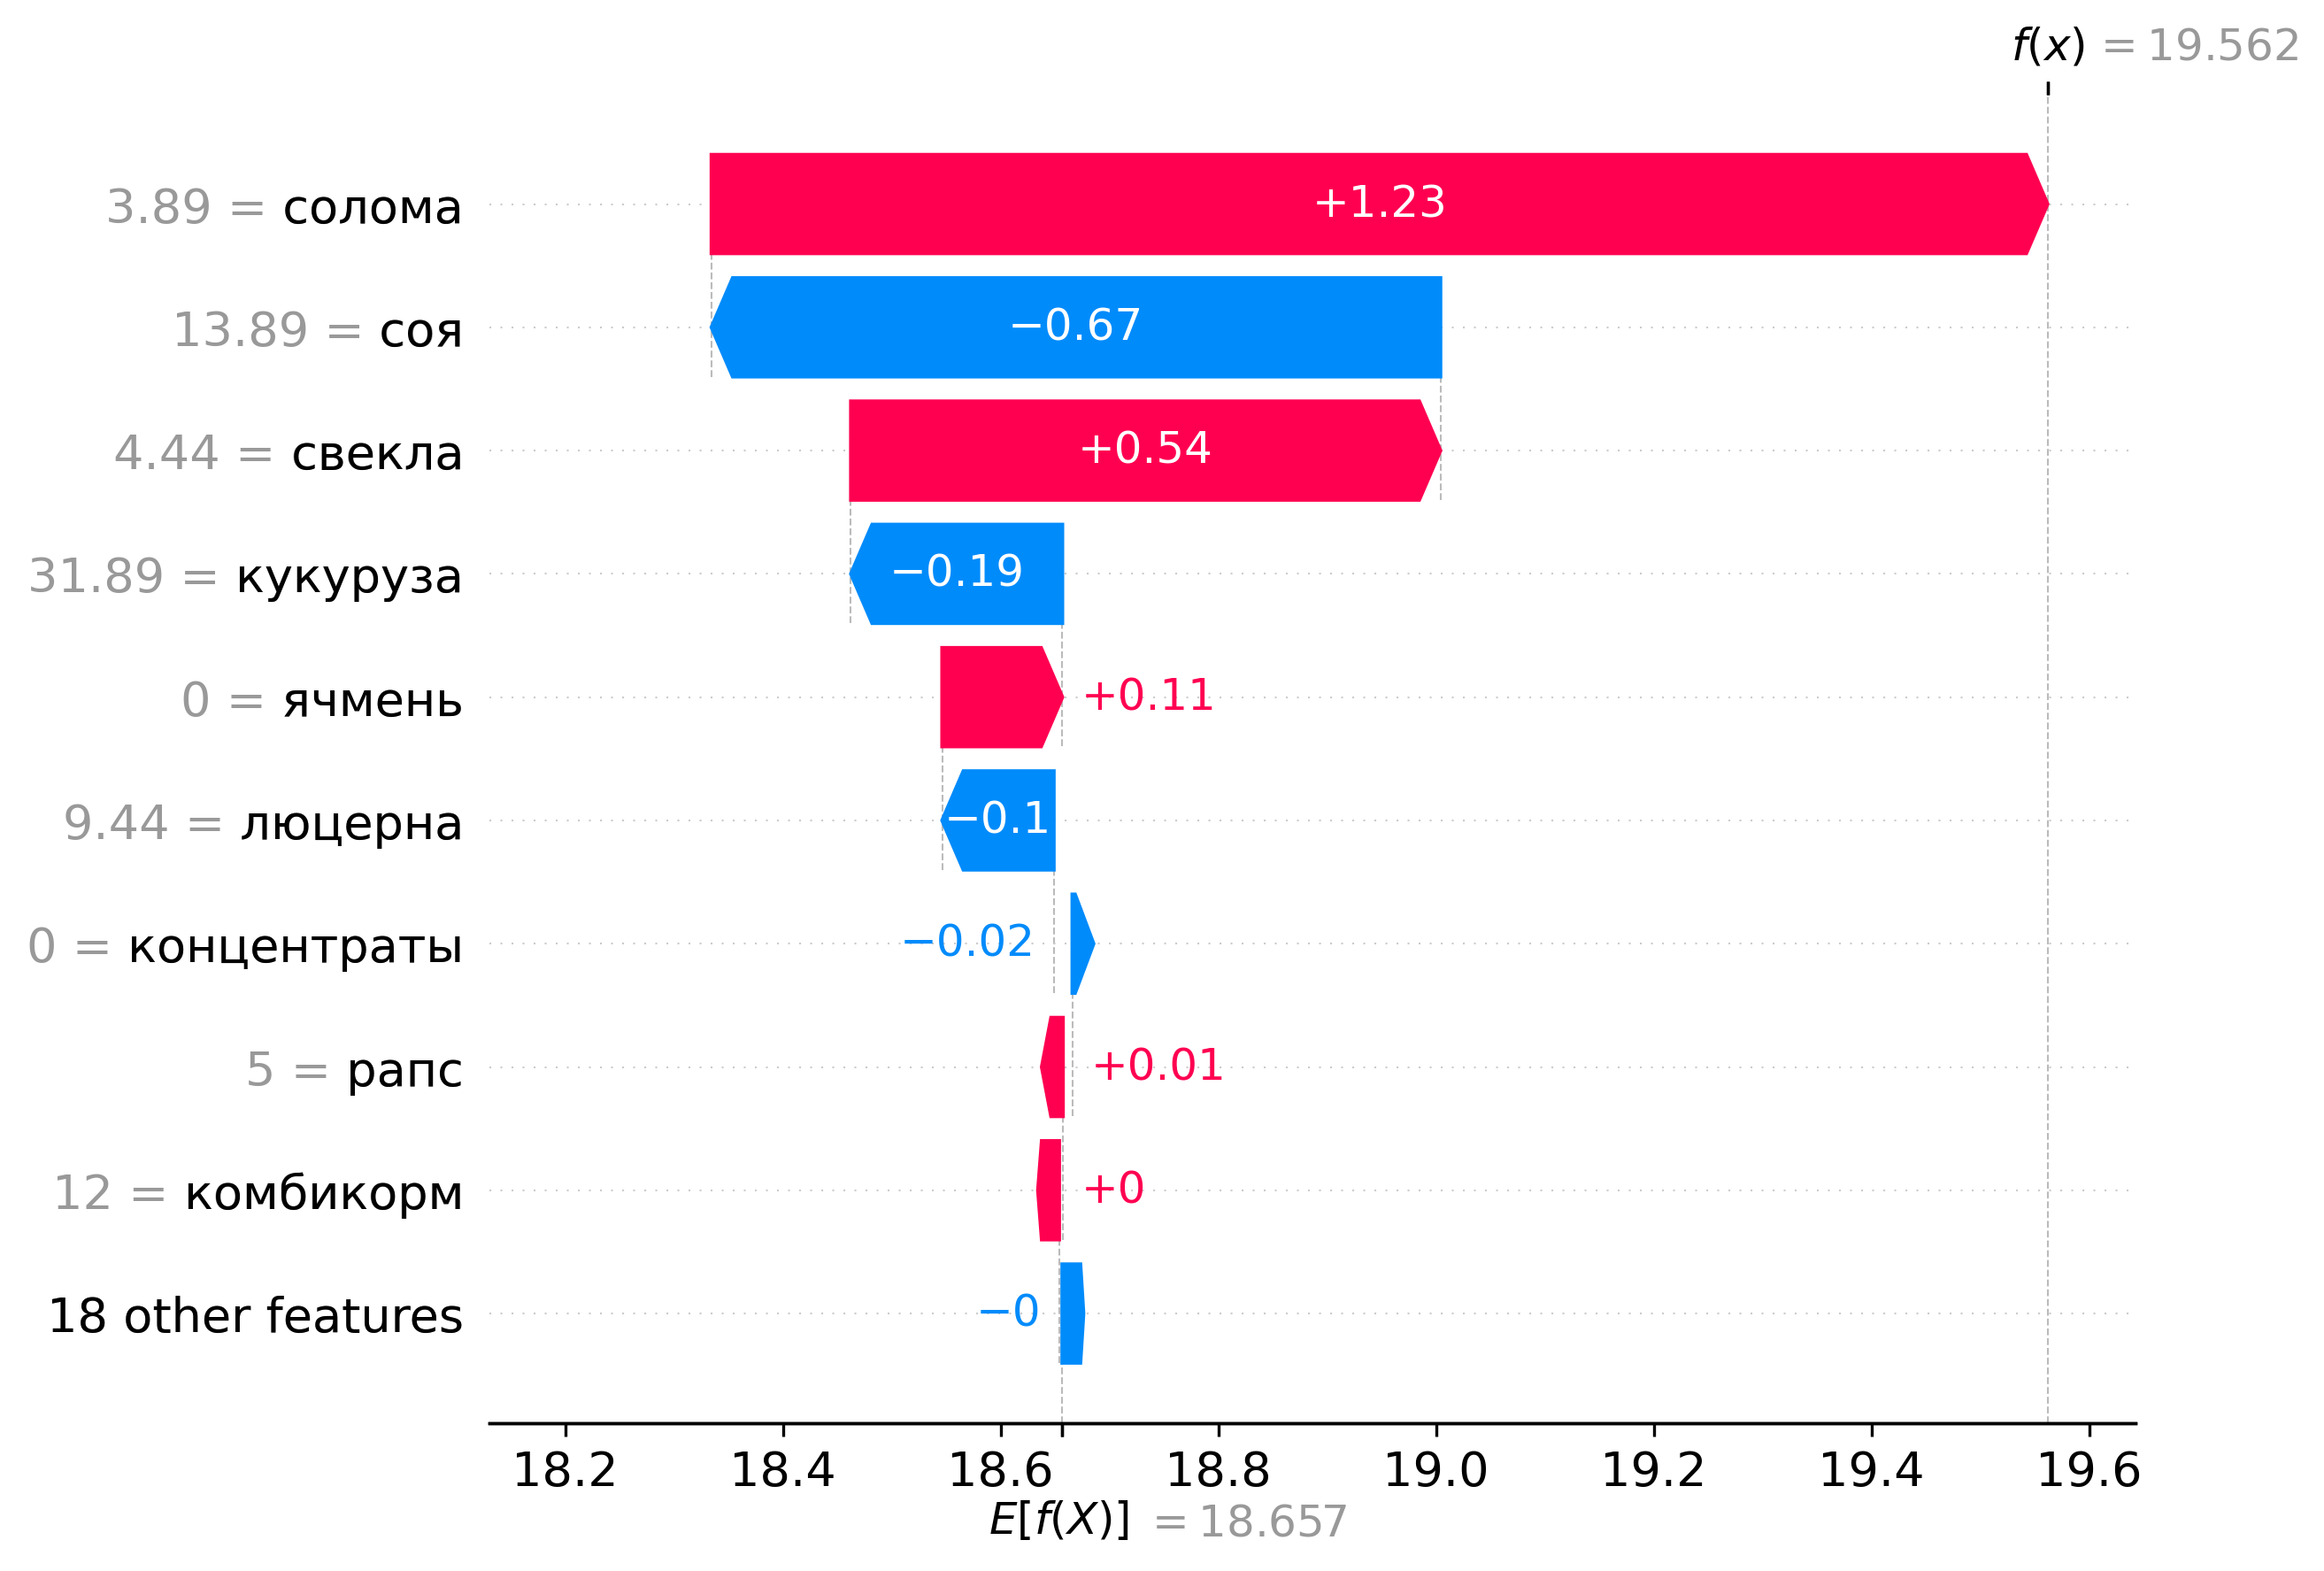 f(x) = 19.562
3.89 = солома
+1.23
13.89 = соя
−0.67
4.44 = свекла
+0.54
31.89 = кукуруза
−0.19
0 = ячмень
+0.11
9.44 = люцерна
−0.1
0 = концентраты
−0.02
5 = рапс
+0.01
12 = комбикорм
+0
18 other features
−0
18.2 18.4 18.6 18.8 19.0 19.2 19.4 19.6
E[f(X)] = 18.657